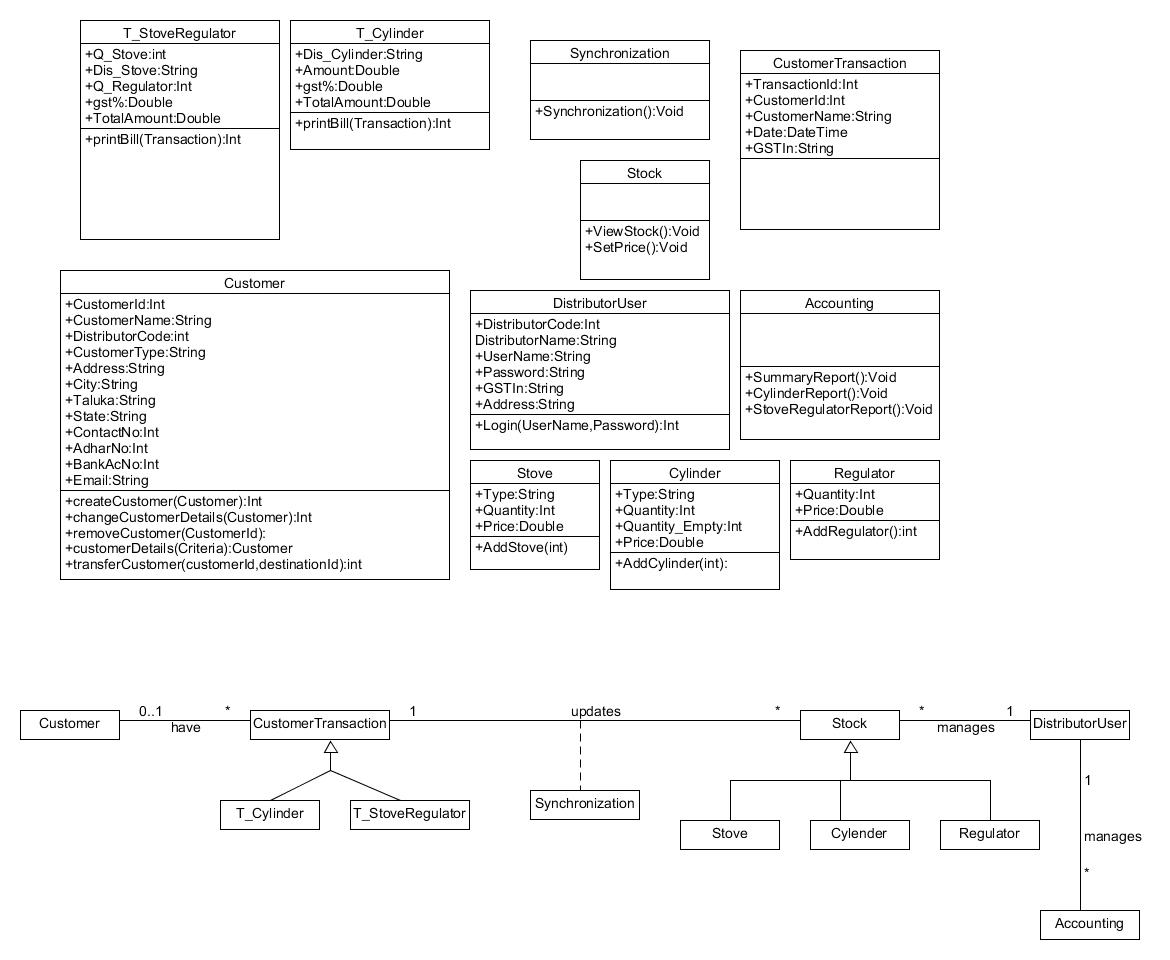 T_StoveRegulator
+Q_Stove:int
+Dis_Stove:String
+Q_Regulator:Int
+gst%:Double
+TotalAmount:Double
+printBill(Transaction):Int
T_Cylinder
+Dis_Cylinder:String
+Amount:Double
+gst%:Double
+TotalAmount:Double
+printBill(Transaction):Int
Synchronization
+Synchronization():Void
CustomerTransaction
+TransactionId:Int
+CustomerId:Int
+CustomerName:String
+Date:DateTime
+GSTIn:String
Stock
+ViewStock():Void
+SetPrice():Void
Customer
+CustomerId:Int
+CustomerName:String
+DistributorCode:int
+CustomerType:String
+Address:String
+City:String
+Taluka:String
+State:String
+ContactNo:Int
+AdharNo:Int
+BankAcNo:Int
+Email:String
+createCustomer(Customer):Int
+changeCustomerDetails(Customer):Int
+removeCustomer(CustomerId):
+customerDetails(Criteria):Customer
+transferCustomer(customerId,destinationId):int
DistributorUser
+DistributorCode:Int
DistributorName:String
+UserName:String
+Password:String
+GSTIn:String
+Address:String
+Login(UserName,Password):Int
Accounting
+SummaryReport():Void
+CylinderReport():Void
+StoveRegulatorReport():Void
Stove
+Type:String
+Quantity:Int
+Price:Double
+AddStove(int)
Cylinder
+Type:String
+Quantity:Int
+Quantity_Empty:Int
+Price:Double
+AddCylinder(int):
Regulator
+Quantity:Int
+Price:Double
+AddRegulator():int
Customer
0..1
*
have
CustomerTransaction
1
updates
*
Stock
*
1
manages
DistributorUser
T_Cylinder
T_StoveRegulator
Synchronization
Stove
Cylender
Regulator
1
manages
*
Accounting